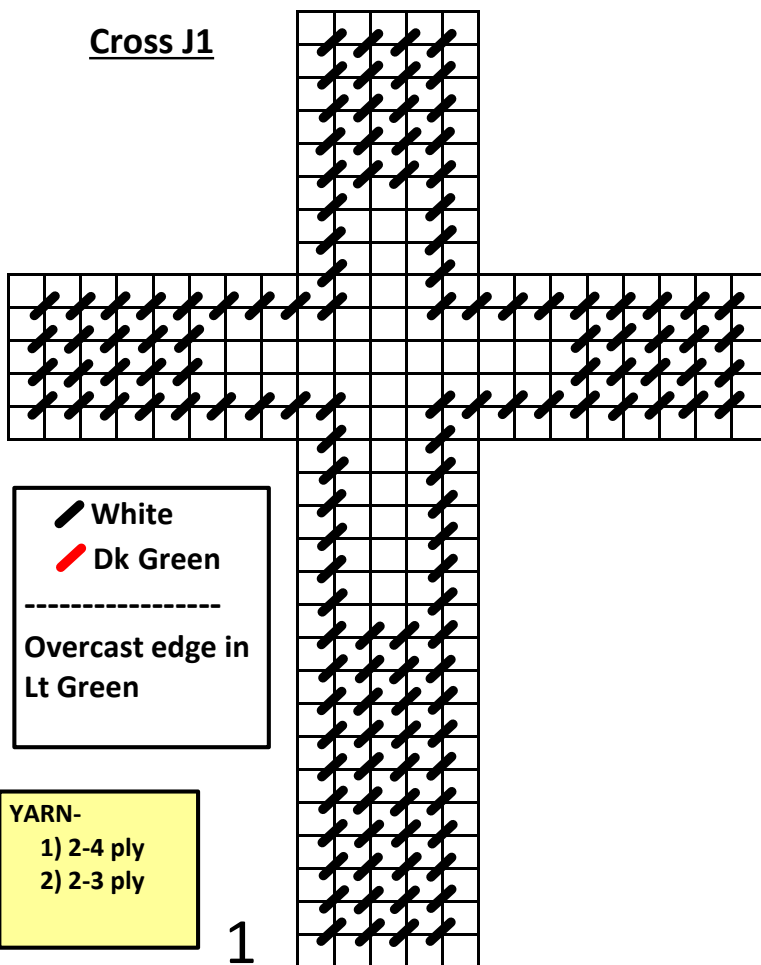 Cross J1
White
Dk Green
-----------------
Overcast edge in
Lt Green
YARN-
1) 2-4 ply
2) 2-3 ply
1